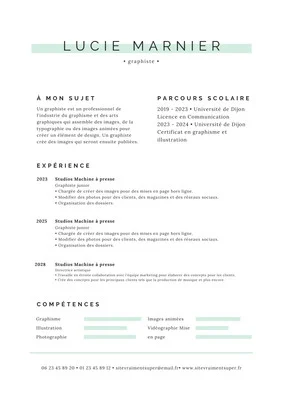 LUCIE MARNIER
• graphiste •
À MON SUJET
Un graphiste est un professionnel de
l'industrie du graphisme et des arts
graphiques qui assemble des images, de la
typographie ou des images animées pour
créer un élément de design. Un graphiste
crée des images qui seront ensuite publiées.
PARCOURS SCOLAIRE
2019 - 2023 • Université de Dijon
Licence en Communication
2023 - 2024 • Université de Dijon
Certificat en graphisme et
illustration
EXPÉRIENCE
2023 Studios Machine à presse
Graphiste junior
• Chargée de créer des images pour des mises en page hors ligne.
• Modifier des photos pour des clients, des magazines et des réseaux sociaux.
• Organisation des dossiers.
2025 Studios Machine à presse
Graphiste junior
• Chargée de créer des images pour des mises en page hors ligne.
• Modifier des photos pour des clients, des magazines et des réseaux sociaux.
• Organisation des dossiers.
2028 Studios Machine à presse
Directrice artistique
• Travaille en étroite collaboration avec l'équipe marketing pour élaborer des concepts pour les clients.
• Crée des concepts pour les principaux clients tels que la production de musique et plus encore.
COMPÉTENCES
Graphisme
Illustration
Photographie
Images animées
Vidéographie Mise
en page
06 23 45 89 20 • 01 23 45 89 12 • sitevraimentsuper@email.fr• www.sitevraimentsuper.fr